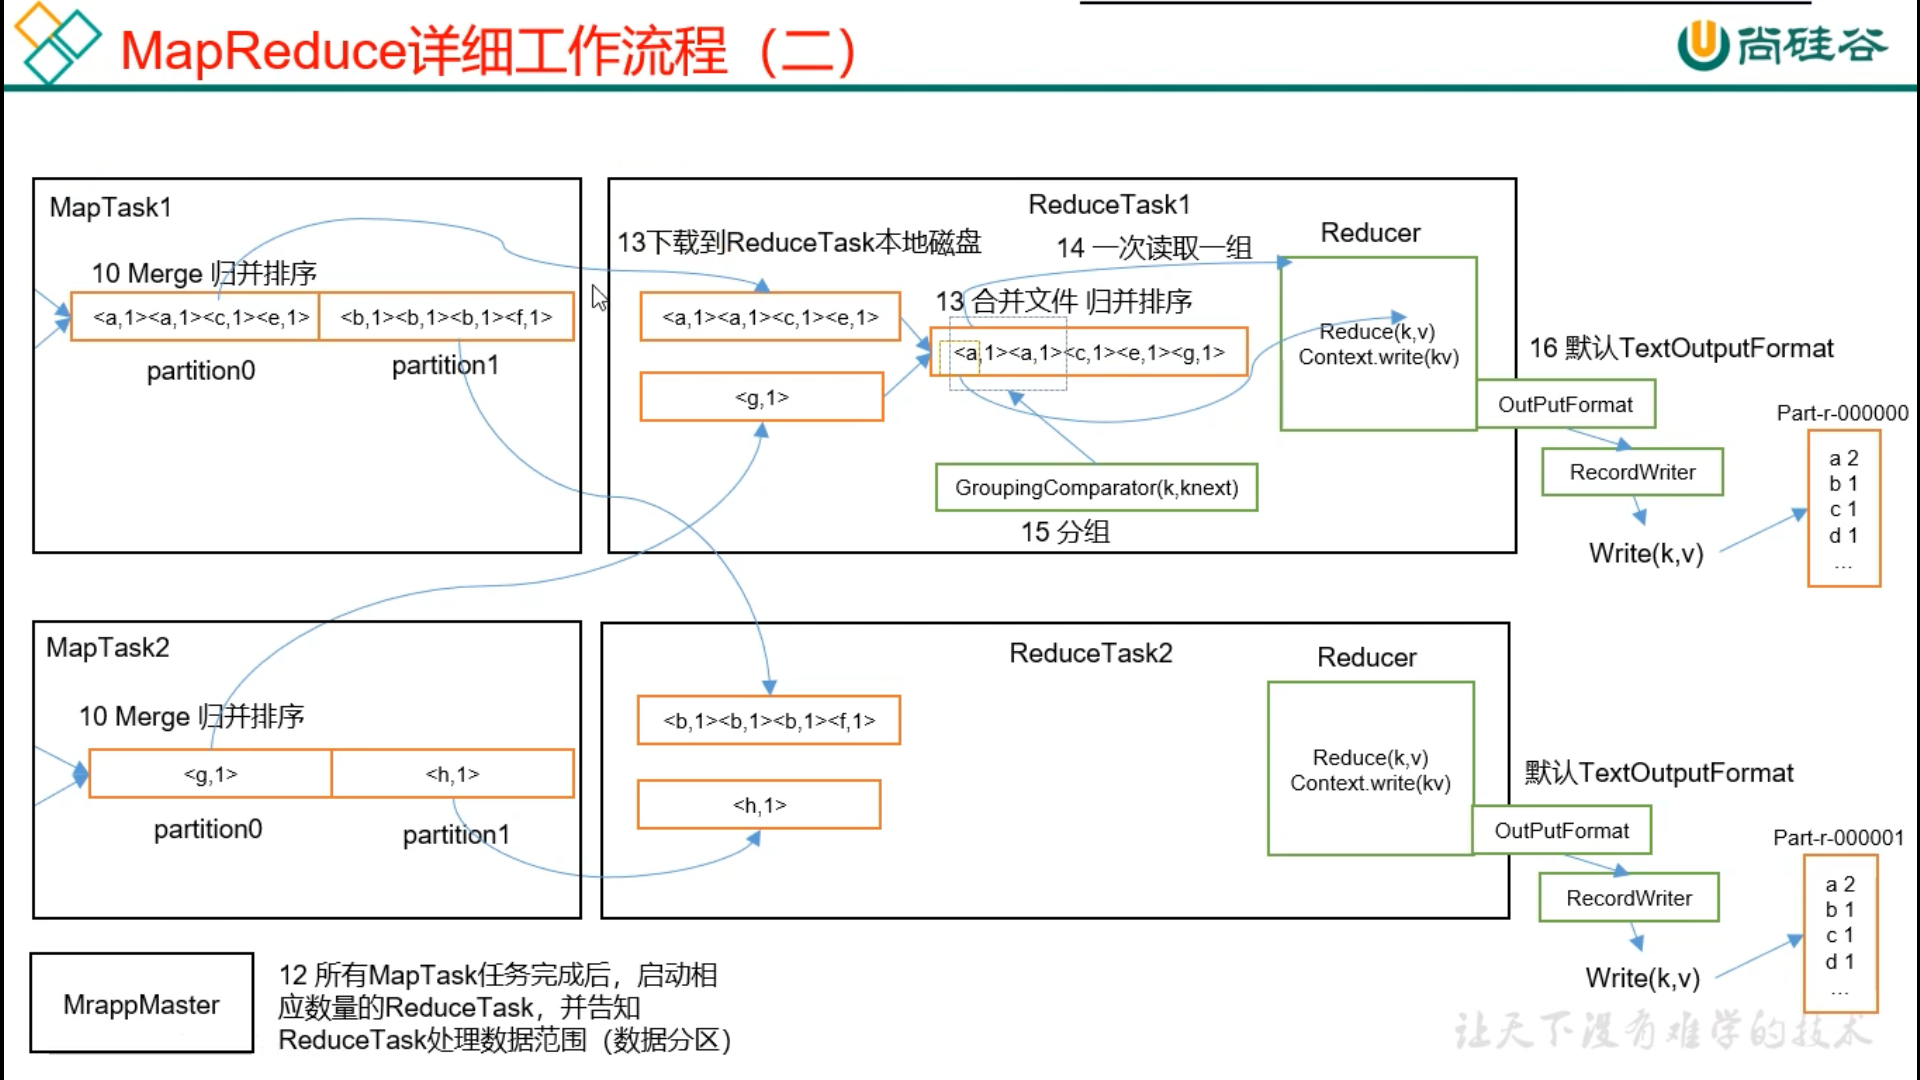 MapReduce详细工作流程（二）
尚硅谷
MapTask1
10 Merge 归并排序
<a,1><a,1><c,1><e,1>
<b,1><b,1><b,1><f,1>
partition0
partition1
ReduceTask1
13下载到ReduceTask本地磁盘
14 一次读取一组
Reducer
<a,1><a,1><c,1><e,1>
13 合并文件 归并排序
<a,1><a,1><c,1><e,1><g,1>
<g,1>
Reduce(k,v)
Context.write(kv)
GroupingComparator(k,knext)
15 分组
16 默认TextOutputFormat
OutPutFormat
RecordWriter
Write(k,v)
Part-r-000000
a 2
b 1
c 1
d 1
...
MapTask2
10 Merge 归并排序
<g,1>
<h,1>
partition0
partition1
ReduceTask2
Reducer
<b,1><b,1><b,1><f,1>
<h,1>
Reduce(k,v)
Context.write(kv)
默认TextOutputFormat
OutPutFormat
RecordWriter
Write(k,v)
Part-r-000001
a 2
b 1
c 1
d 1
...
MrappMaster
12 所有MapTask任务完成后，启动相
应数量的ReduceTask，并告知
ReduceTask处理数据范围（数据分区）
让天下没有难学的技术